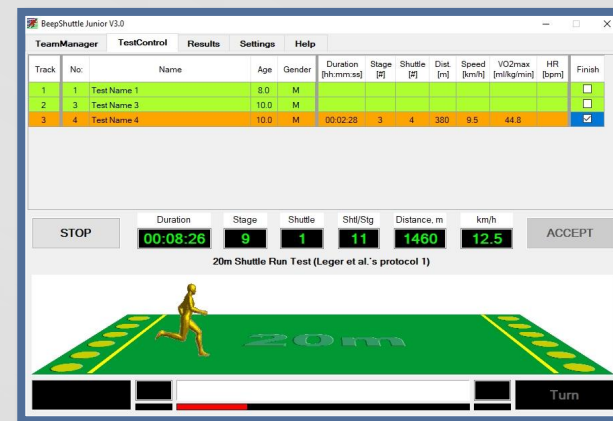 BeepShuttle Junior V3.0
TeamManager TestControl Results Settings Help
Track No: Name Age Gender Duration [hh:mm:ss] Stage [#] Shuttle [#] Dist. [m] Speed [km/h] VO2max [ml/kg/min] HR [bpm] Finish
1 1 Test Name 1 8.0 M
2 3 Test Name 3 10.0 M
3 4 Test Name 4 10.0 M 00:02:28 3 4 380 9.5 44.8
Duration Stage Shuttle Shtl/Stg Distance, m km/h
STOP 00:08:26 9 1 11 1460 12.5 ACCEPT
20m Shuttle Run Test (Leger et al.'s protocol 1)
20m
Turn